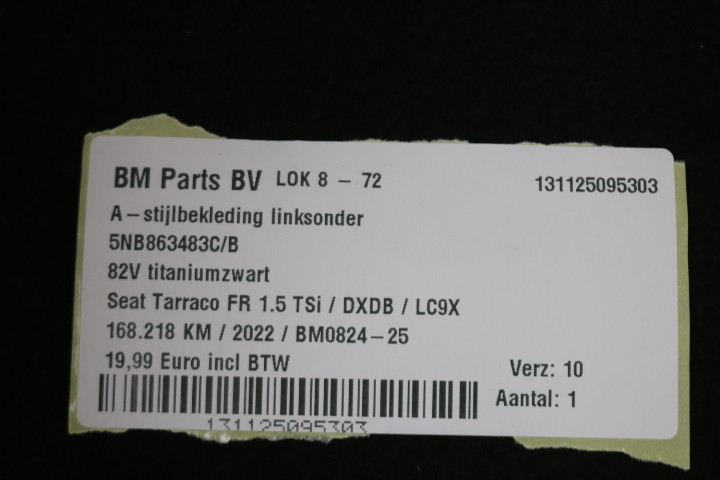 BM Parts BV LOK 8 - 72 131125095303
A-stijlbekleding linksonder
5NB863483C/B
82V titaniumzwart
Seat Tarraco FR 1.5 TSi / DXDB / LC9X
168.218 KM / 2022 / BM0824-25
19,99 Euro incl BTW Verz: 10
Aantal: 1
131125095303